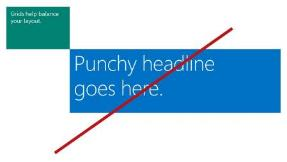 Grids help balance
your layout.
Punchy headline
goes here.